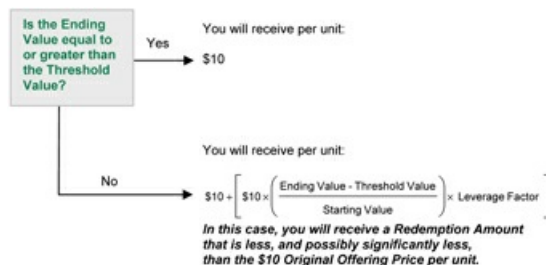 Is the Ending
Value equal to
or greater than
the Threshold
Value?
Yes
You will receive per unit:
$10
You will receive per unit:
No
$10 + [ $10 × ( Ending Value - Threshold Value / Starting Value ) × Leverage Factor ]
In this case, you will receive a Redemption Amount
that is less, and possibly significantly less,
than the $10 Original Offering Price per unit.